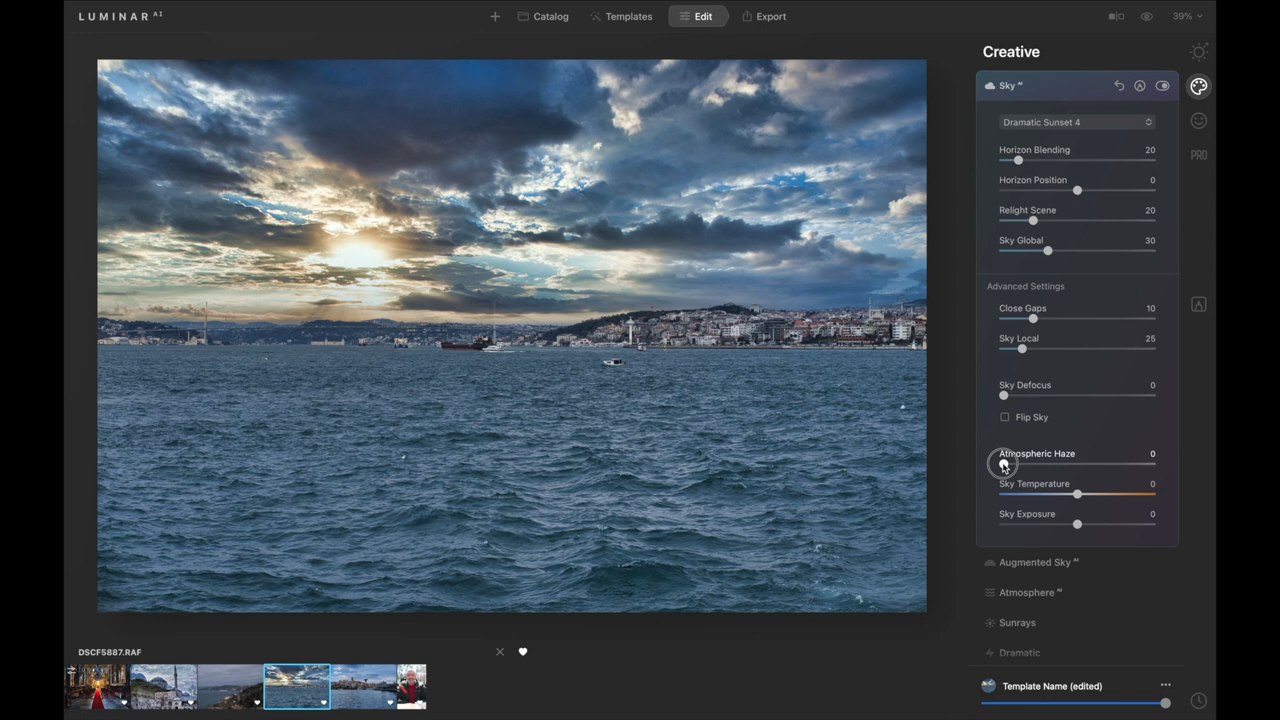 LUMINAR AI
Catalog
Templates
Edit
Export
39%
Creative
Sky AI
Dramatic Sunset 4
Horizon Blending 20
Horizon Position 0
Relight Scene 20
Sky Global 30
PRO
Advanced Settings
Close Gaps 10
Sky Local 25
Sky Defocus 0
Flip Sky
Atmospheric Haze 0
Sky Temperature 0
Sky Exposure 0
Augmented Sky AI
Atmosphere AI
Sunrays
Dramatic
DSCF5887.RAF
Template Name (edited)